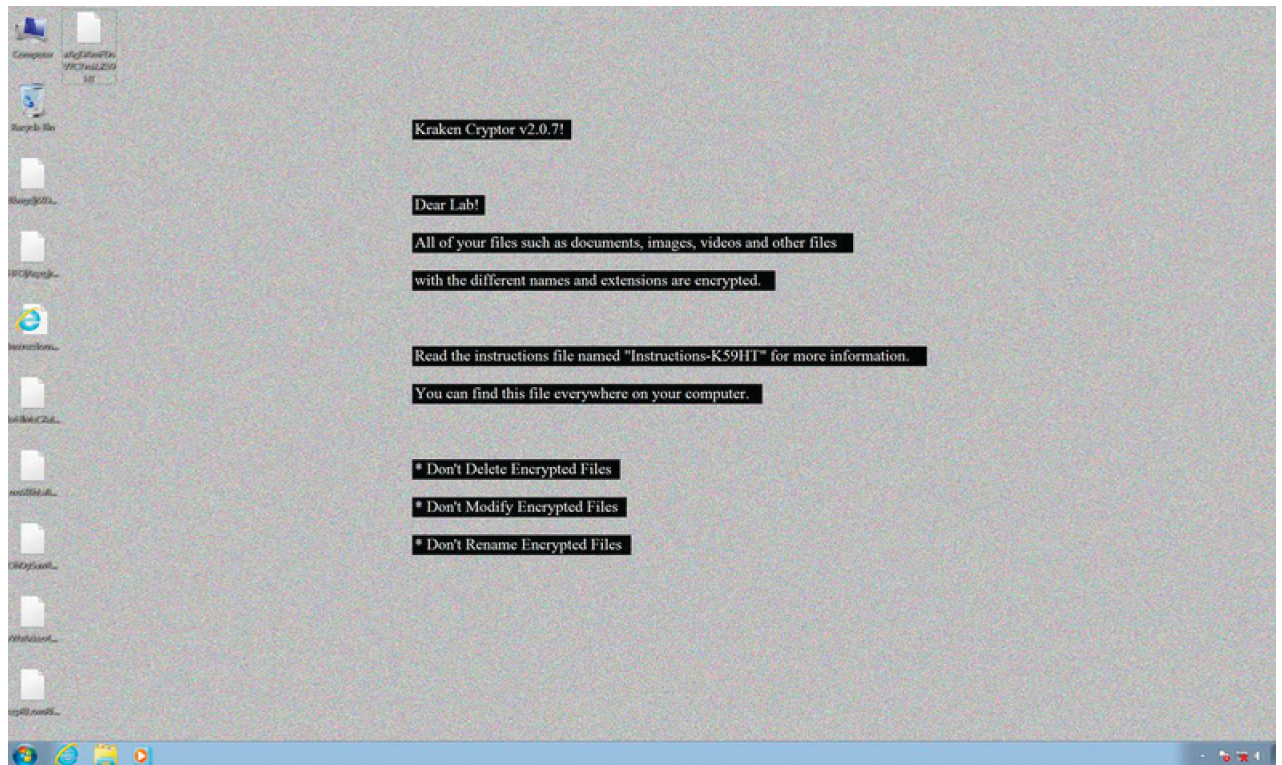 Computer
Recycle Bin
Kraken Cryptor v2.0.7!
Dear Lab!
All of your files such as documents, images, videos and other files
with the different names and extensions are encrypted.
Read the instructions file named "Instructions-K59HT" for more information.
You can find this file everywhere on your computer.
* Don't Delete Encrypted Files
* Don't Modify Encrypted Files
* Don't Rename Encrypted Files